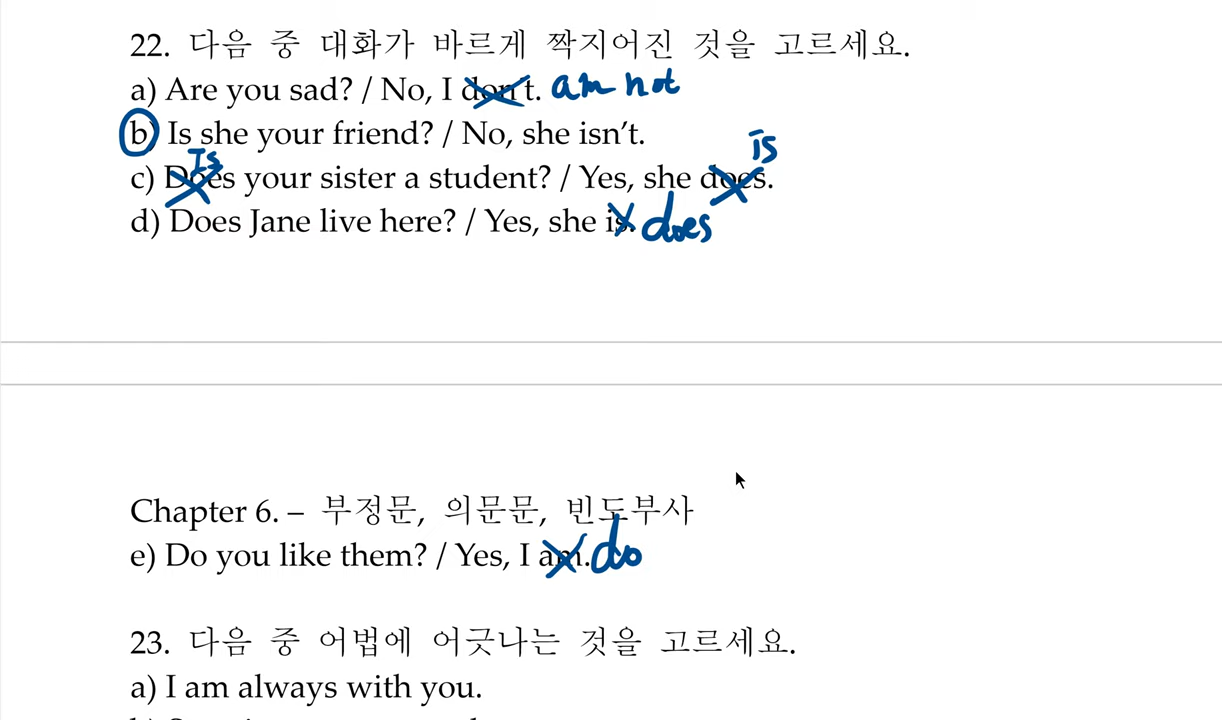 22. 다음 중 대화가 바르게 짝지어진 것을 고르세요.
a) Are you sad? / No, I don't. am not
b) Is she your friend? / No, she isn't.
Is is
c) Does your sister a student? / Yes, she does.
d) Does Jane live here? / Yes, she is. does
Chapter 6. – 부정문, 의문문, 빈도부사
e) Do you like them? / Yes, I am. do
23. 다음 중 어법에 어긋나는 것을 고르세요.
a) I am always with you.